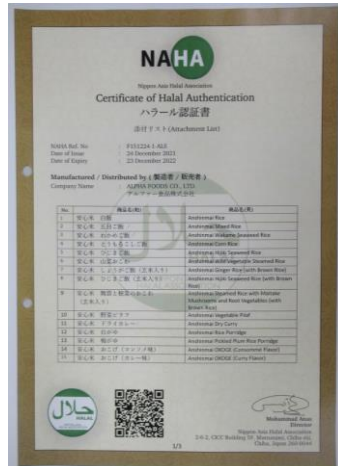 NAHA
Nippon Asia Halal Association
Certificate of Halal Authentication
ハラール認証書
添付リスト(Attachment List)
NAHA Ref. No. : F151224-1-ALS
Date of Issue : 24 December 2021
Date of Expiry : 23 December 2022
Manufactured / Distributed by ( 製造者 / 販売者 )
Company Name : ALPHA FOODS CO., LTD.
アルファー食品株式会社
No. 商品名(和) 商品名(英)
1 安心米 白飯 Anshinmai Rice
2 安心米 五目ご飯 Anshinmai Mixed Rice
3 安心米 わかめご飯 Anshinmai Wakame Seaweed Rice
4 安心米 とうもろこしご飯 Anshinmai Corn Rice
5 安心米 ひじきご飯 Anshinmai Hijiki Seaweed Rice
6 安心米 山菜おこわ Anshinmai Wild Vegetable Steamed Rice
7 安心米 しょうがご飯(玄米入り) Anshinmai Ginger Rice (with Brown Rice)
8 安心米 ひじきご飯(玄米入り) Anshinmai Hijiki Seaweed Rice (with Brown Rice)
9 安心米 舞茸と根菜のおこわ(玄米入り) Anshinmai Steamed Rice with Maitake Mushrooms and Root Vegetables (with Brown Rice)
10 安心米 野菜ピラフ Anshinmai Vegetable Pilaf
11 安心米 ドライカレー Anshinmai Dry Curry
12 安心米 白がゆ Anshinmai Rice Porridge
13 安心米 梅がゆ Anshinmai Pickled Plum Rice Porridge
14 安心米 おこげ(コンソメ味) Anshinmai OKOGE (Consommé Flavor)
15 安心米 おこげ(カレー味) Anshinmai OKOGE (Curry Flavor)
حلال
HALAL
Director
Nippon Asia Halal Association
1/1